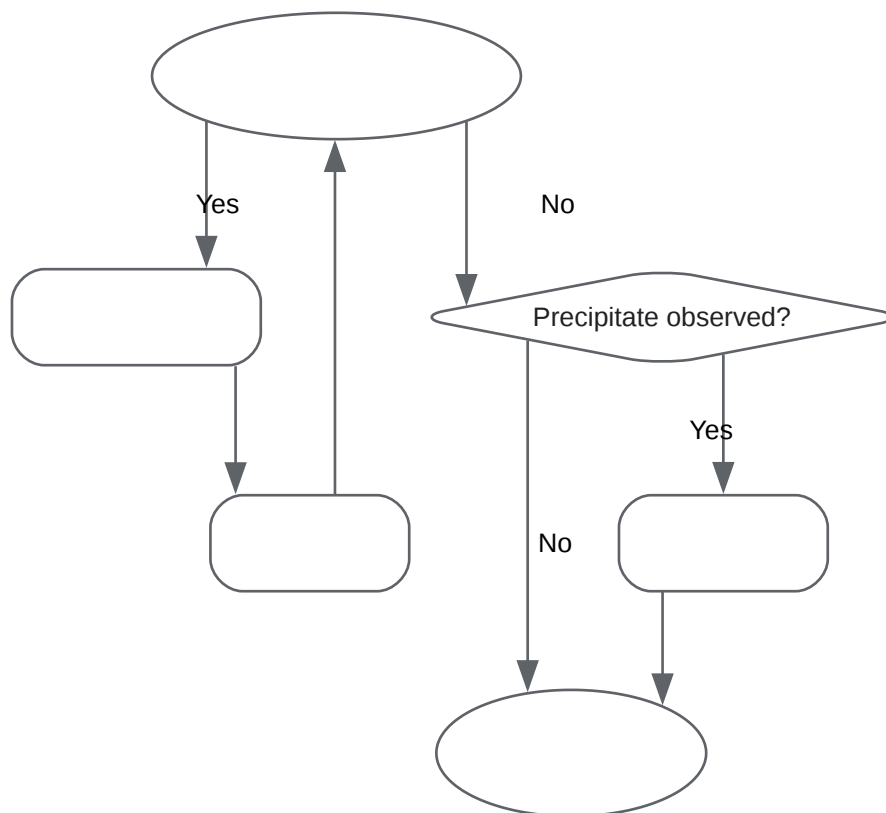 Yes
No
Precipitate observed?
Yes
No